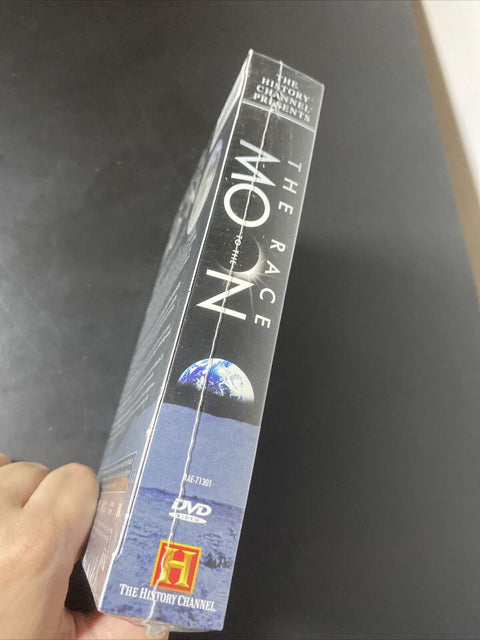 THE
HISTORY
CHANNEL
PRESENTS
THE RACE
TO THE
MOON
AAE-71301
DVD
VIDEO
H
THE HISTORY CHANNEL